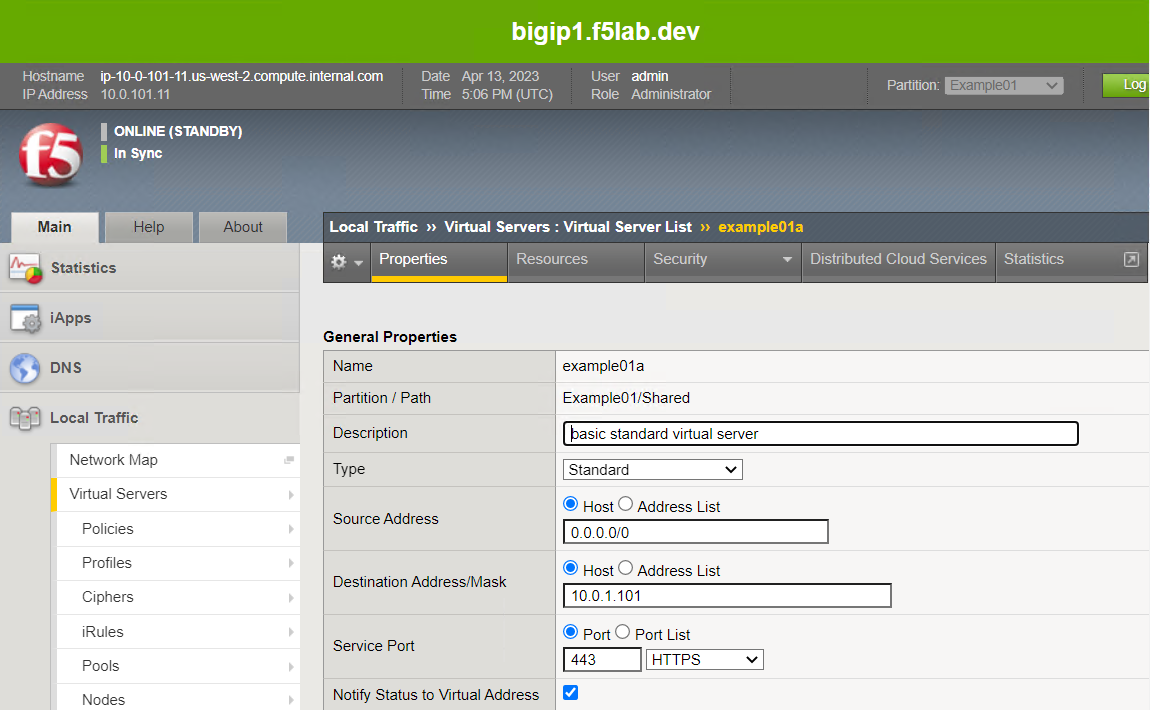 bigip1.f5lab.dev
Hostname ip-10-0-101-11.us-west-2.compute.internal.com Date Apr 13, 2023 User admin
IP Address 10.0.101.11 Time 5:06 PM (UTC) Role Administrator
Partition: Example01 Log
f5
ONLINE (STANDBY)
In Sync
Main Help About
Local Traffic ›› Virtual Servers : Virtual Server List ›› example01a
Properties Resources Security Distributed Cloud Services Statistics
Statistics
iApps
DNS
Local Traffic
Network Map
Virtual Servers
Policies
Profiles
Ciphers
iRules
Pools
Nodes
General Properties
Name example01a
Partition / Path Example01/Shared
Description basic standard virtual server
Type Standard
Source Address Host Address List
0.0.0.0/0
Destination Address/Mask Host Address List
10.0.1.101
Service Port Port Port List
443 HTTPS
Notify Status to Virtual Address